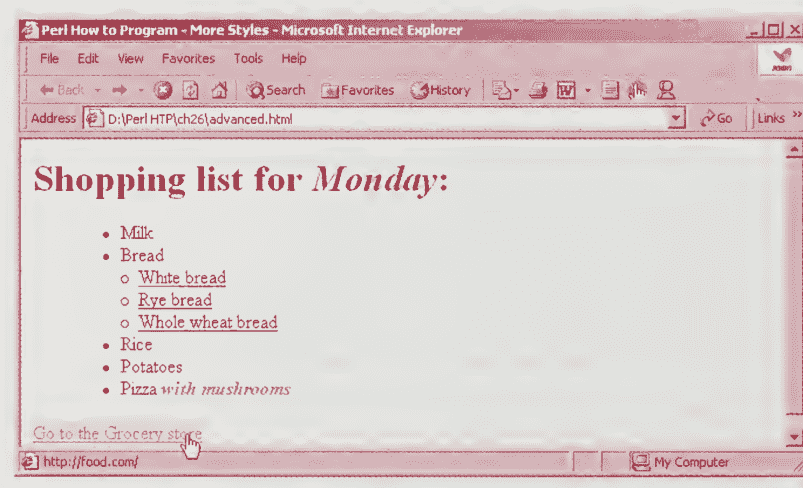 Perl How to Program - More Styles - Microsoft Internet Explorer
File Edit View Favorites Tools Help
Back Search Favorites History
Address D:\Perl HTP\ch26\advanced.html Go Links »
Shopping list for Monday:
• Milk
• Bread
o White bread
o Rye bread
o Whole wheat bread
• Rice
• Potatoes
• Pizza with mushrooms
Go to the Grocery store
http://food.com/ My Computer